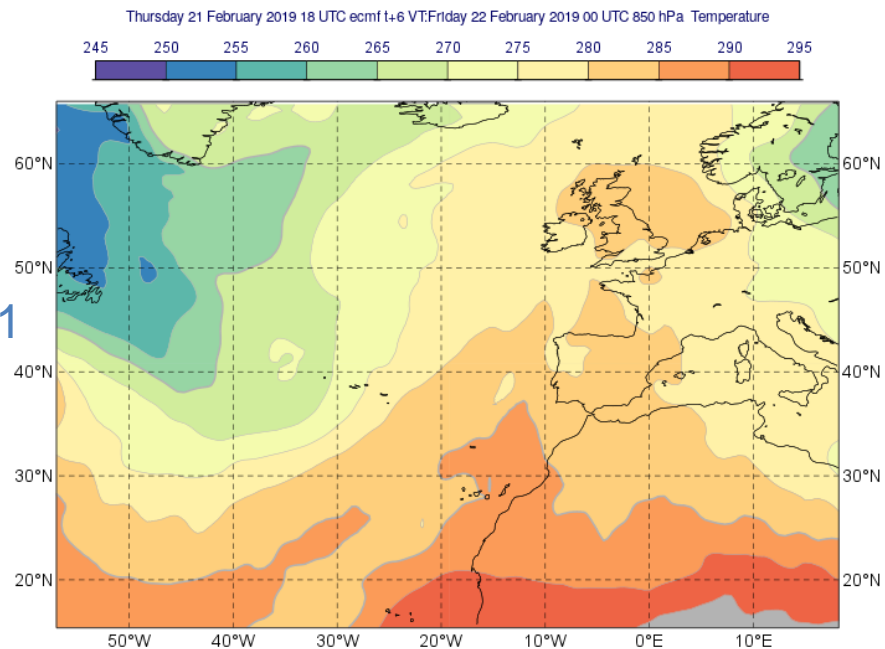 Thursday 21 February 2019 18 UTC ecmf t+6 VT:Friday 22 February 2019 00 UTC 850 hPa Temperature
245 250 255 260 265 270 275 280 285 290 295
60°N 60°N
50°N 50°N
1
40°N 40°N
30°N 30°N
20°N 20°N
50°W 40°W 30°W 20°W 10°W 0°E 10°E